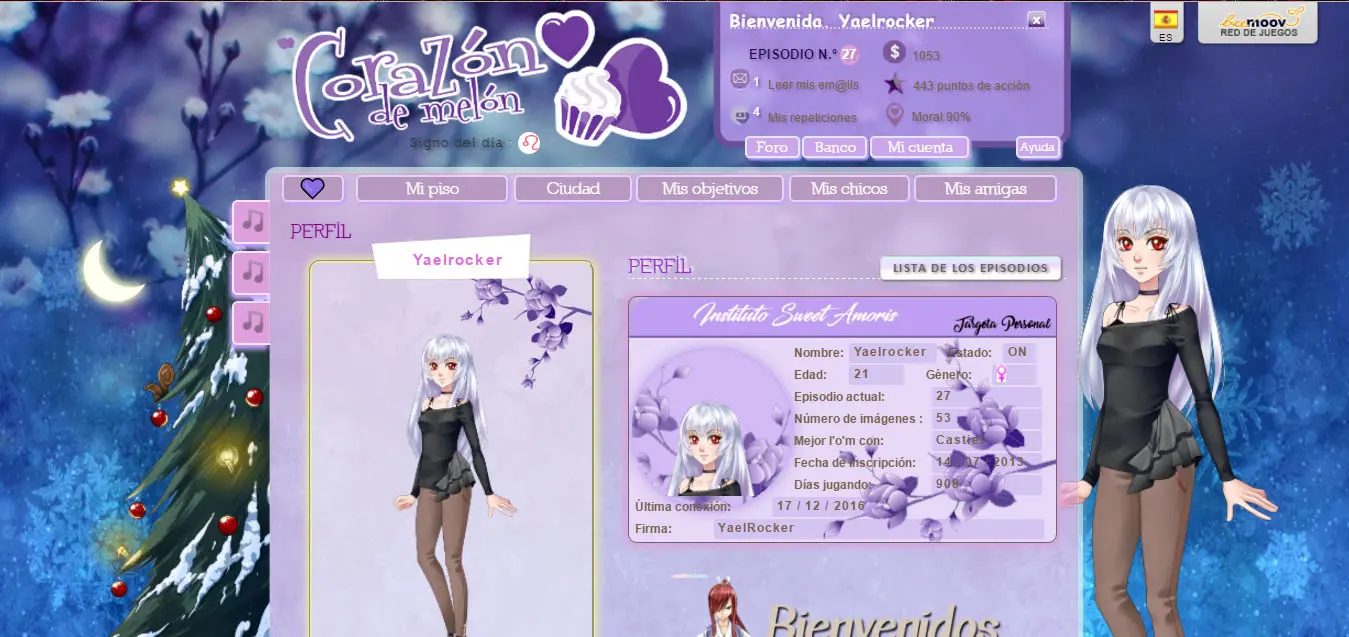 Corazón
de melón
Signo del día :
Bienvenida Yaelrocker
x
EPISODIO N.° 27
$ 1053
1 Leer mis em@ils
443 puntos de acción
4 Mis repeticiones
Moral 90%
Foro
Banco
Mi cuenta
Ayuda
ES
beemoov
RED DE JUEGOS
Mi piso
Ciudad
Mis objetivos
Mis chicos
Mis amigas
PERFİL
Yaelrocker
PERFİL
LISTA DE LOS EPISODIOS
Instituto Sweet Amoris
Targeta Personal
Nombre: Yaelrocker Estado: ON
Edad: 21 Género:
Episodio actual: 27
Número de imágenes : 53
Mejor l'o'm con: Castiel
Fecha de inscripción: 14 / 07 / 2013
Días jugando: 908
Última conexión: 17 / 12 / 2016
Firma: YaelRocker
Bienvenidos